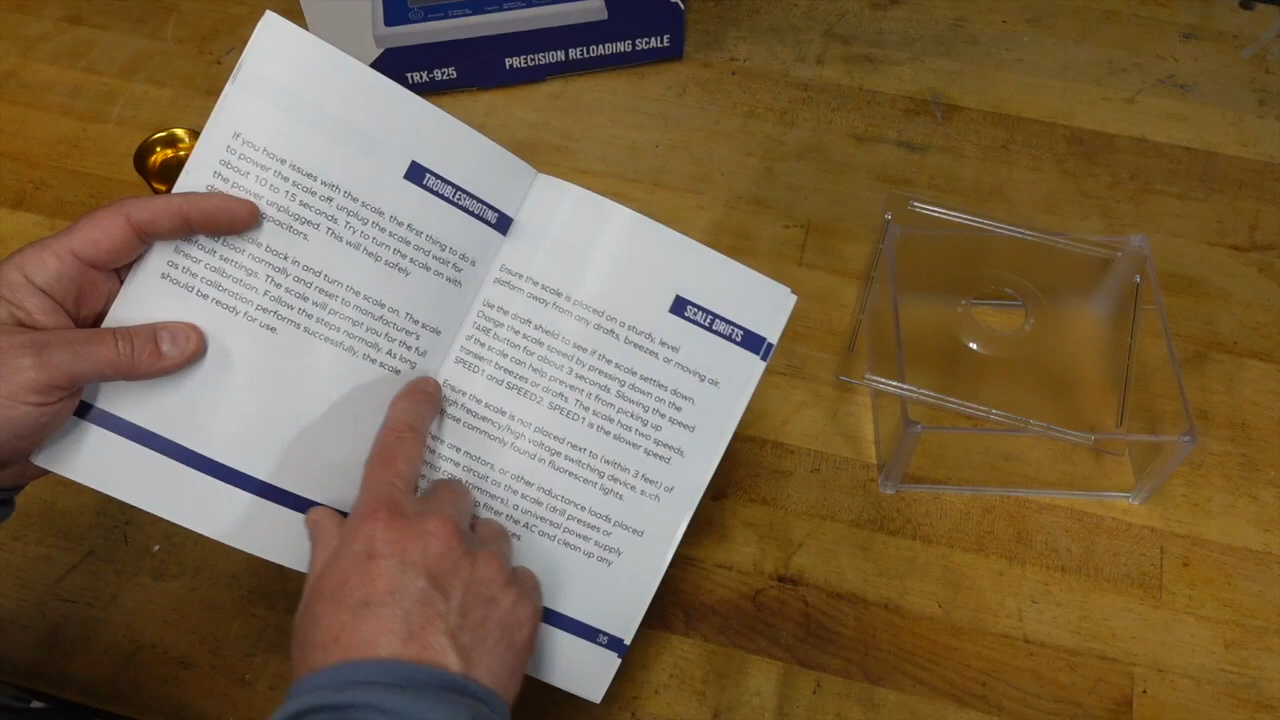 TRX-925
PRECISION RELOADING SCALE
TROUBLESHOOTING
If you have issues with the scale, the first thing to do is
to power the scale off, unplug the scale and wait for
about 10 to 15 seconds. Try to turn the scale on with
the power unplugged. This will help safely
capacitors.
scale back in and turn the scale on. The scale
boot normally and reset to manufacturer's
default settings. The scale will prompt you for the full
linear calibration. Follow the steps normally. As long
as the calibration performs successfully, the scale
should be ready for use.
SCALE DRIFTS
Ensure the scale is placed on a sturdy, level
platform away from any drafts, breezes, or moving air.
Use the draft shield to see if the scale settles down.
Change the scale speed by pressing down on the
TARE button for about 3 seconds. Slowing the speed
of the scale can help prevent it from picking up
transient breezes or drafts. The scale has two speeds,
SPEED1 and SPEED2. SPEED1 is the slower speed.
Ensure the scale is not placed next to (within 3 feet) of
high frequency/high voltage switching device, such
those commonly found in fluorescent lights.
here are motors, or other inductance loads placed
same circuit as the scale (drill presses or
case trimmers), a universal power supply
filter the AC and clean up any
35